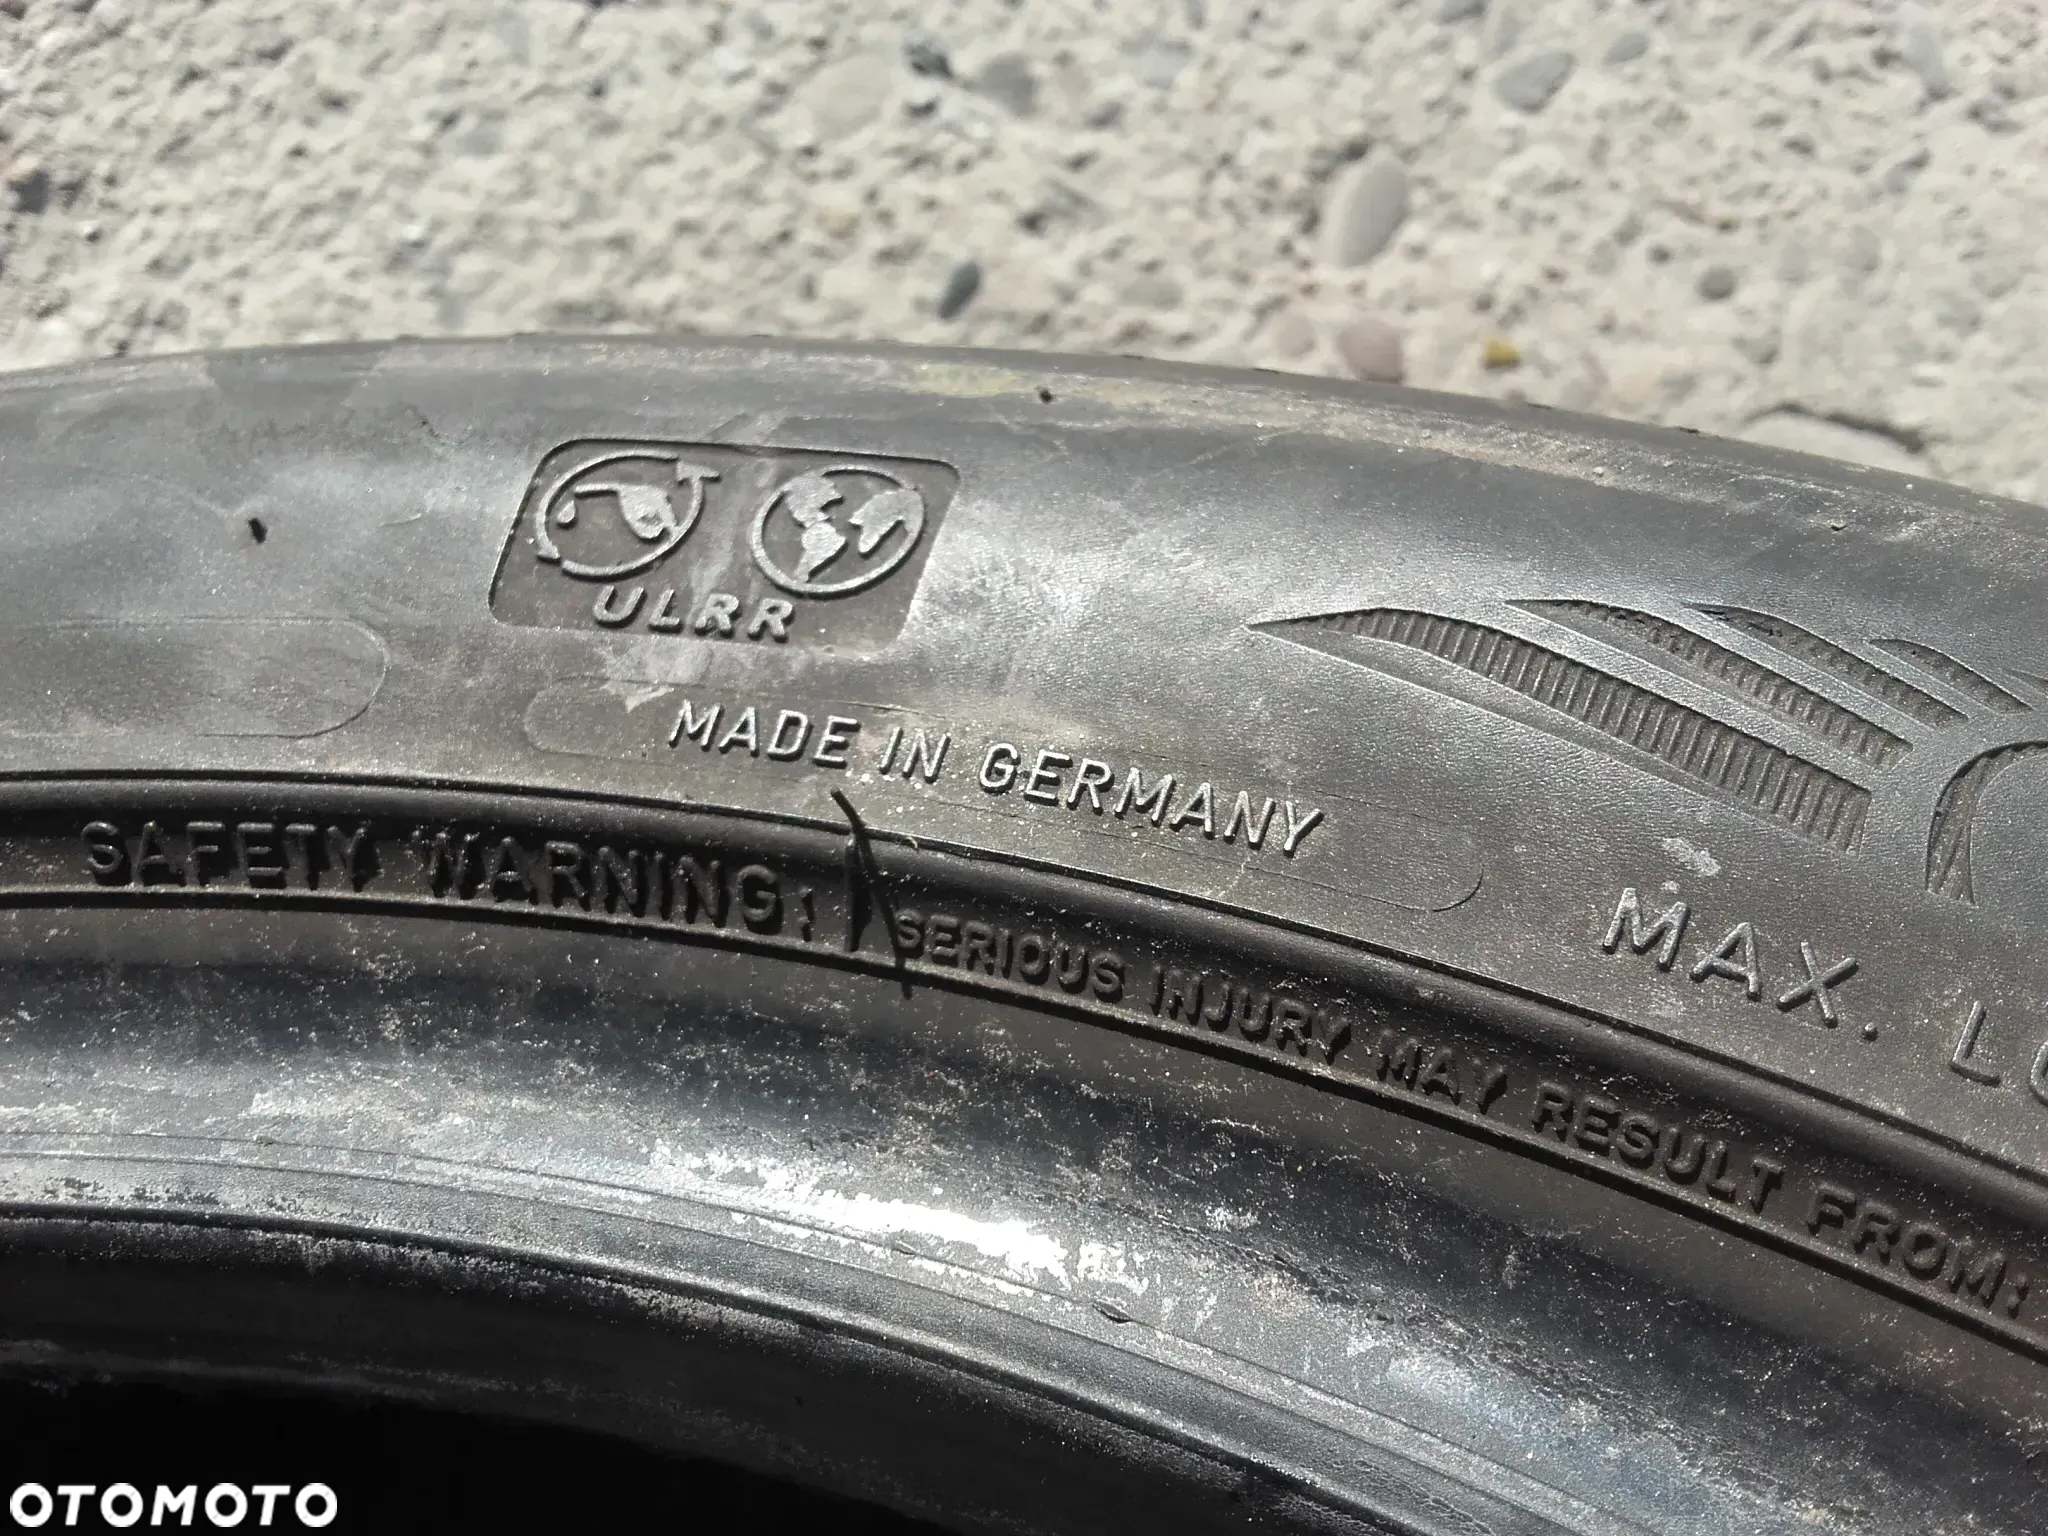 ULRR
MADE IN GERMANY
MAX.
SAFETY WARNING:
SERIOUS INJURY MAY RESULT FROM:
OTOMOTO